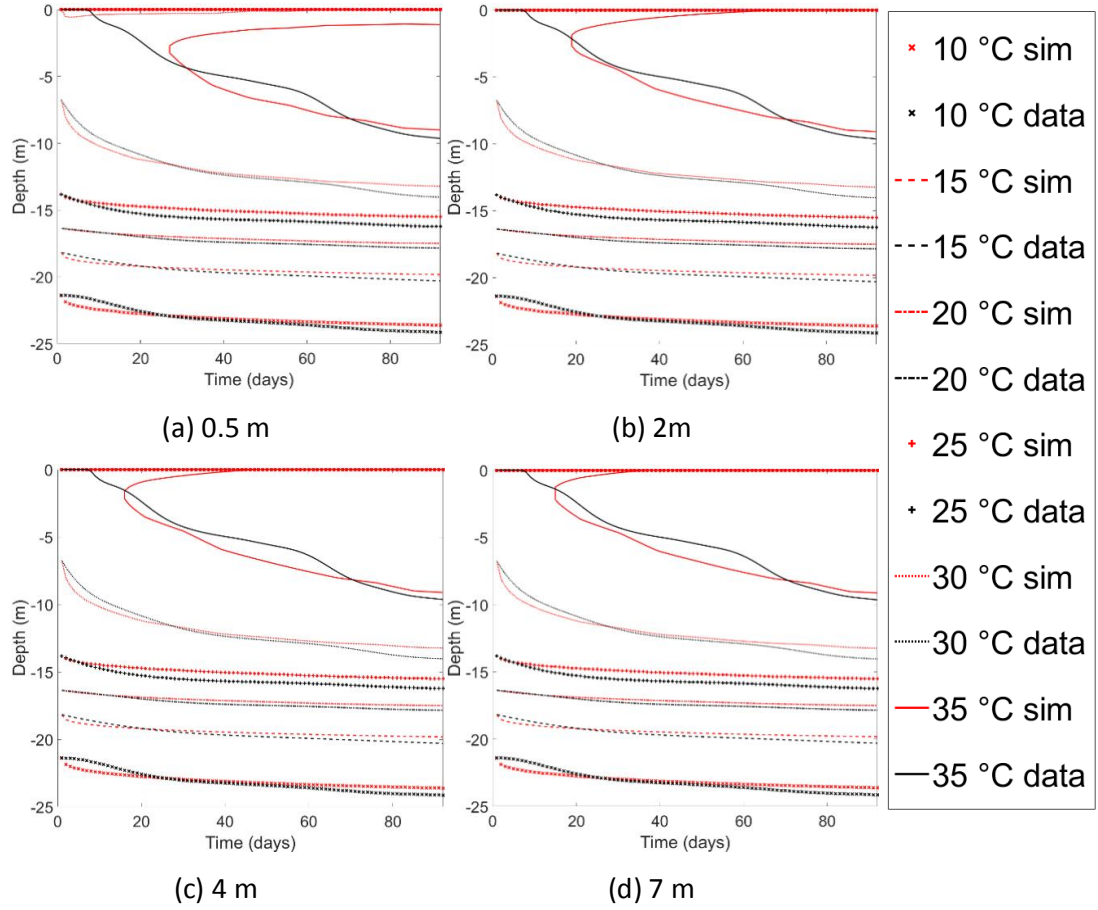 0
-5
-10
-15
-20
-25
Depth (m)
0 20 40 60 80
Time (days)
(a) 0.5 m
0
-5
-10
-15
-20
-25
Depth (m)
0 20 40 60 80
Time (days)
(b) 2m
0
-5
-10
-15
-20
-25
Depth (m)
0 20 40 60 80
Time (days)
(c) 4 m
0
-5
-10
-15
-20
-25
Depth (m)
0 20 40 60 80
Time (days)
(d) 7 m
10 °C sim
10 °C data
15 °C sim
15 °C data
20 °C sim
20 °C data
25 °C sim
25 °C data
30 °C sim
30 °C data
35 °C sim
35 °C data